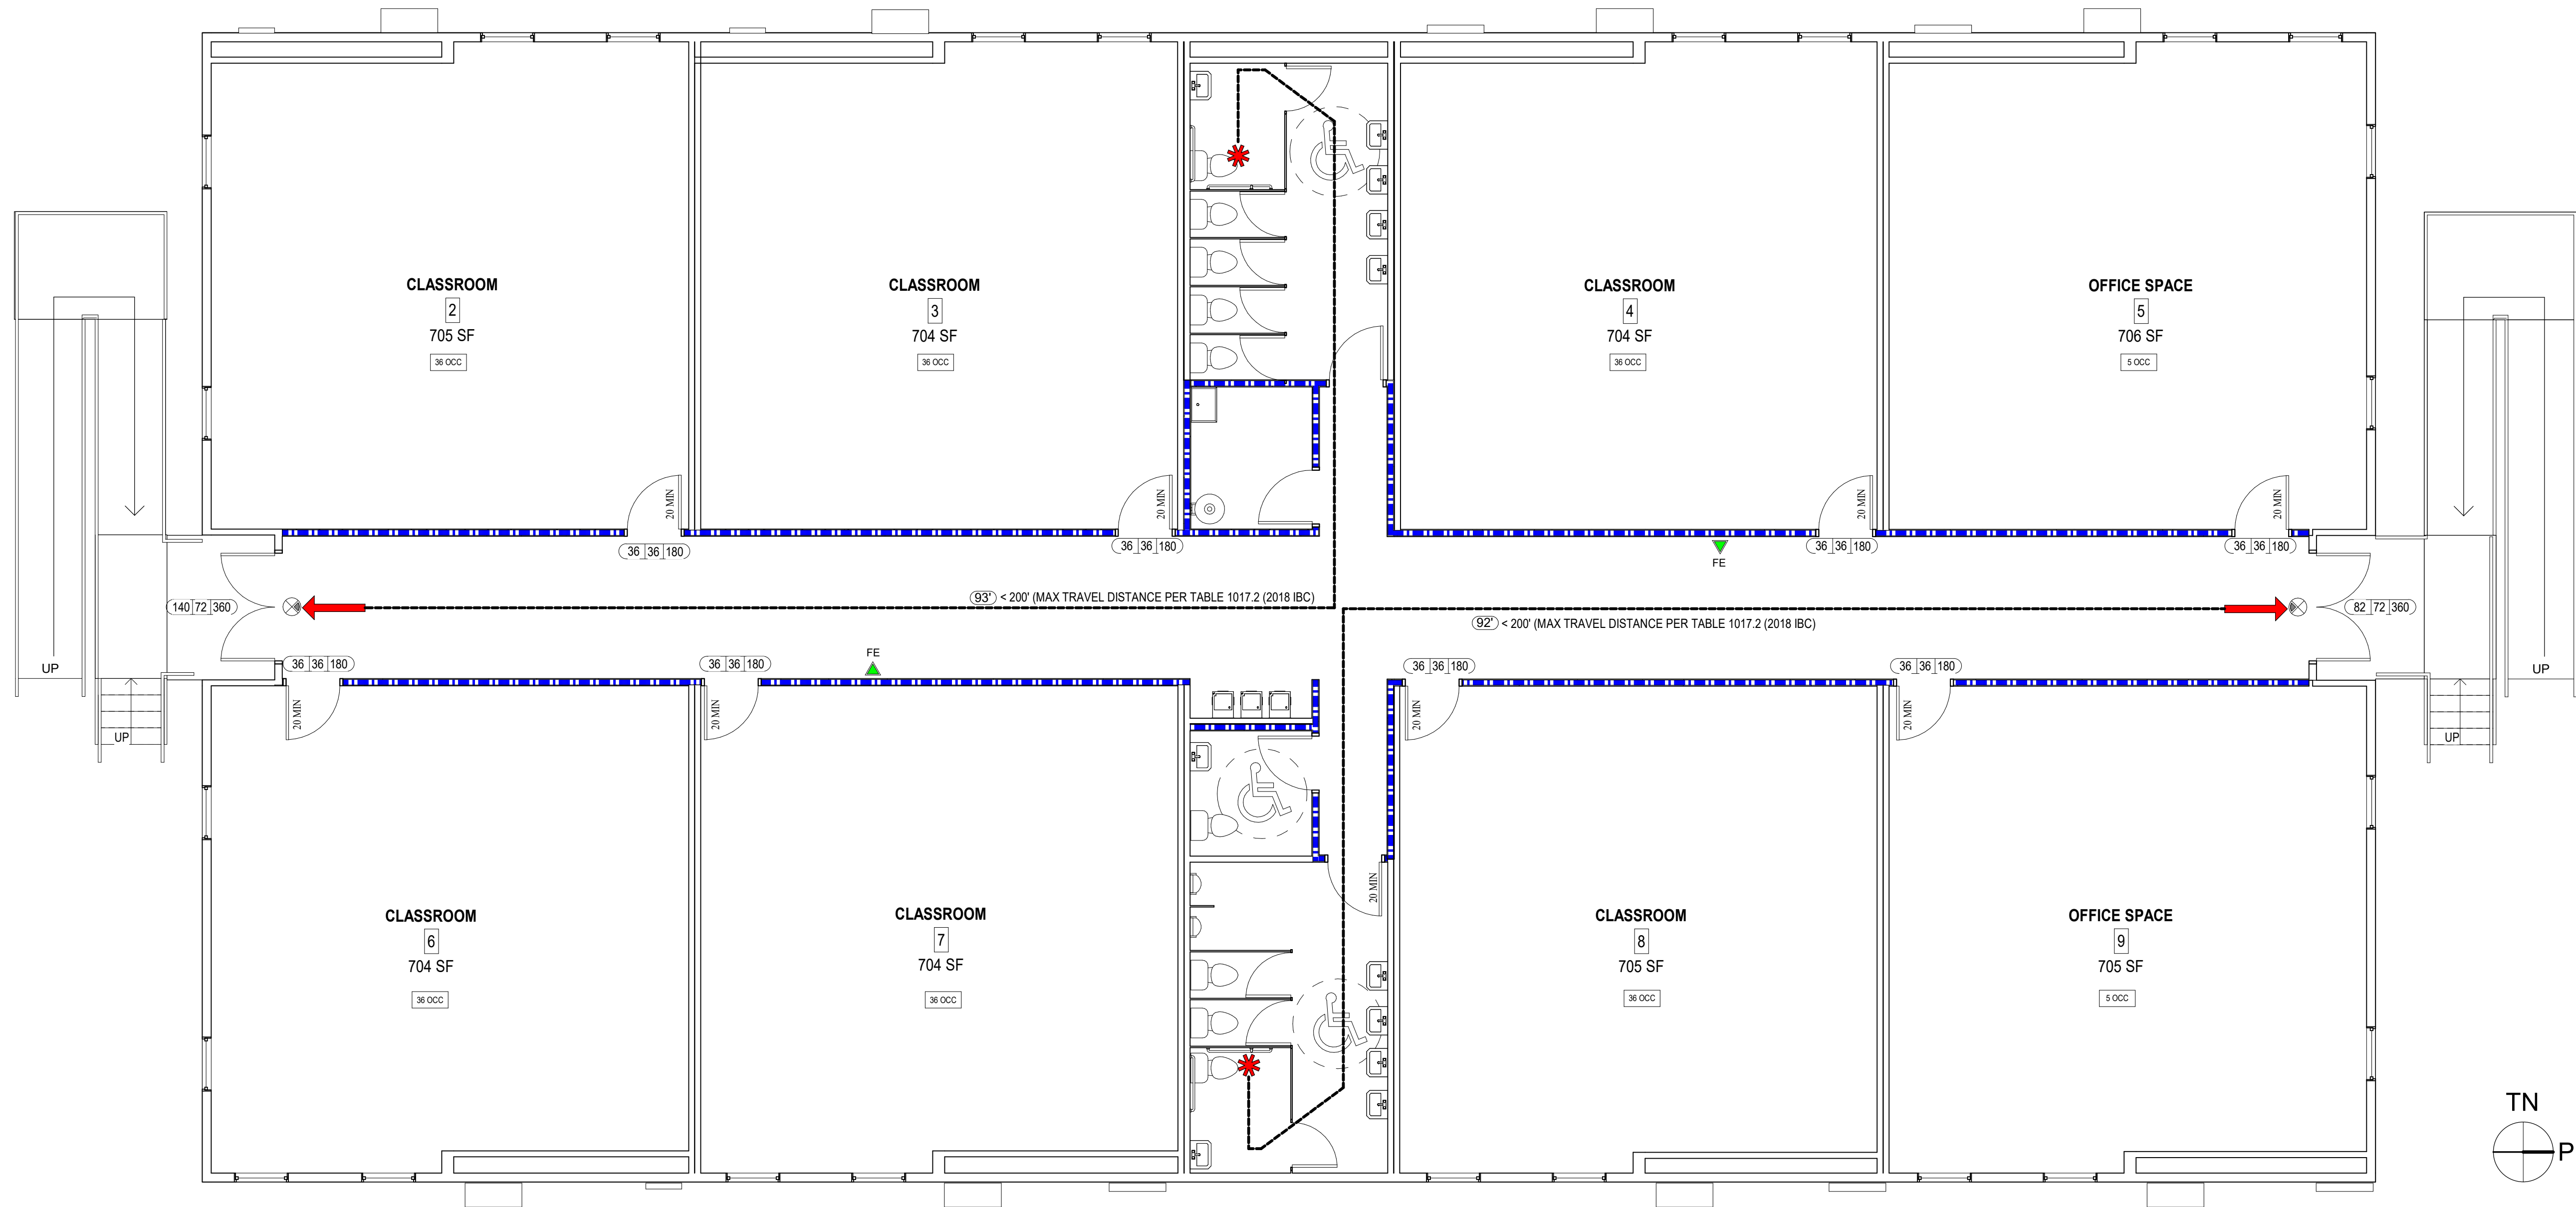 CLASSROOM
2
705 SF
36 OCC
CLASSROOM
3
704 SF
36 OCC
CLASSROOM
4
704 SF
36 OCC
OFFICE SPACE
5
706 SF
5 OCC
20 MIN
20 MIN
20 MIN
20 MIN
36 36 180
36 36 180
36 36 180
36 36 180
FE
140 72 360
93' < 200' (MAX TRAVEL DISTANCE PER TABLE 1017.2 (2018 IBC)
92' < 200' (MAX TRAVEL DISTANCE PER TABLE 1017.2 (2018 IBC)
82 72 360
FE
UP
UP
36 36 180
36 36 180
36 36 180
36 36 180
20 MIN
20 MIN
20 MIN
20 MIN
UP
UP
20 MIN
CLASSROOM
6
704 SF
36 OCC
CLASSROOM
7
704 SF
36 OCC
CLASSROOM
8
705 SF
36 OCC
OFFICE SPACE
9
705 SF
5 OCC
TN
P